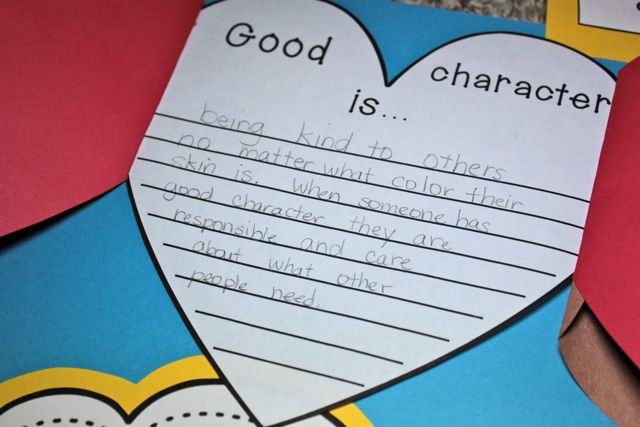 Good character
is...
being kind to others
no matter what color their
skin is. When someone has
good character they are
responsible and care
about what other
people need.